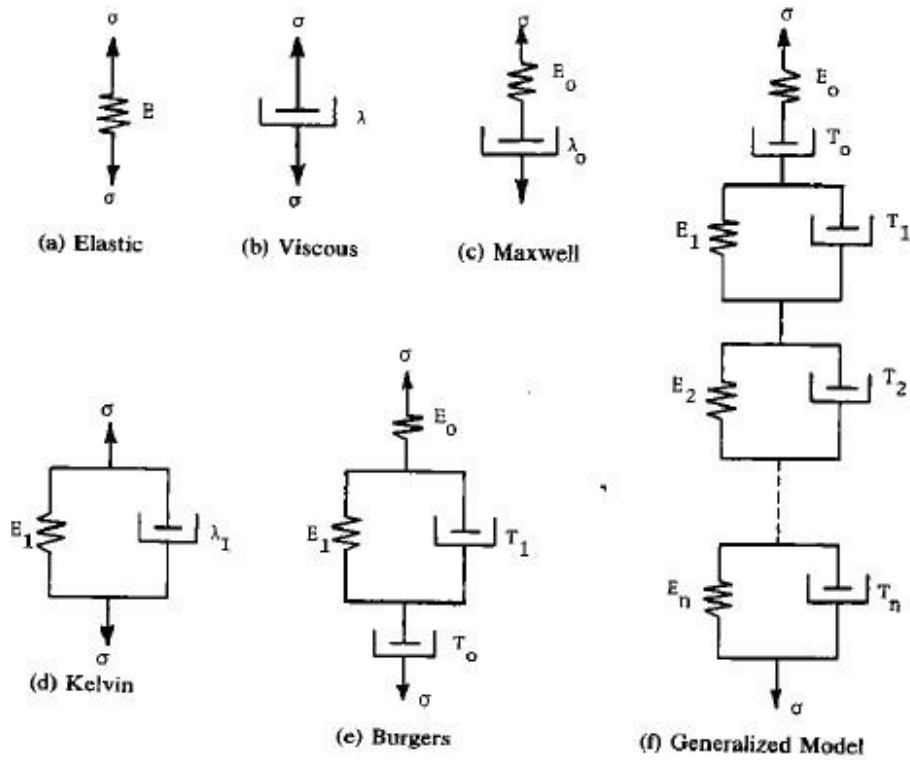 σ
E
σ
(a) Elastic
σ
λ
σ
(b) Viscous
σ
E₀
λ₀
(c) Maxwell
σ
E₁
λ₁
σ
(d) Kelvin
σ
E₀
E₁
T₁
T₀
σ
(e) Burgers
σ
E₀
T₀
E₁
T₁
E₂
T₂
Eₙ
Tₙ
σ
(f) Generalized Model